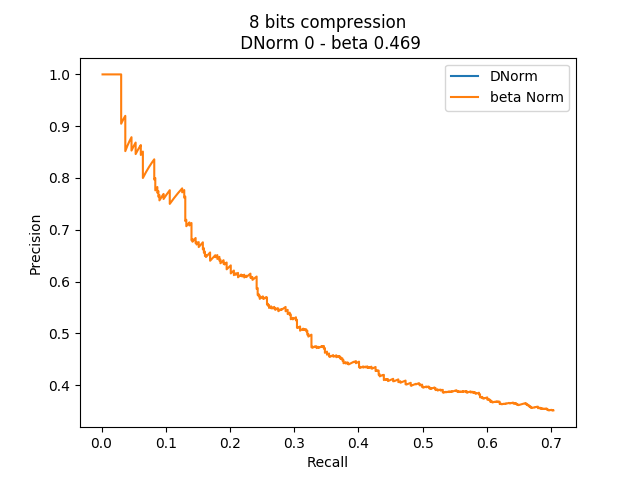 8 bits compression
DNorm 0 - beta 0.469
DNorm
beta Norm
1.0
0.9
0.8
0.7
0.6
0.5
0.4
Precision
0.0 0.1 0.2 0.3 0.4 0.5 0.6 0.7
Recall